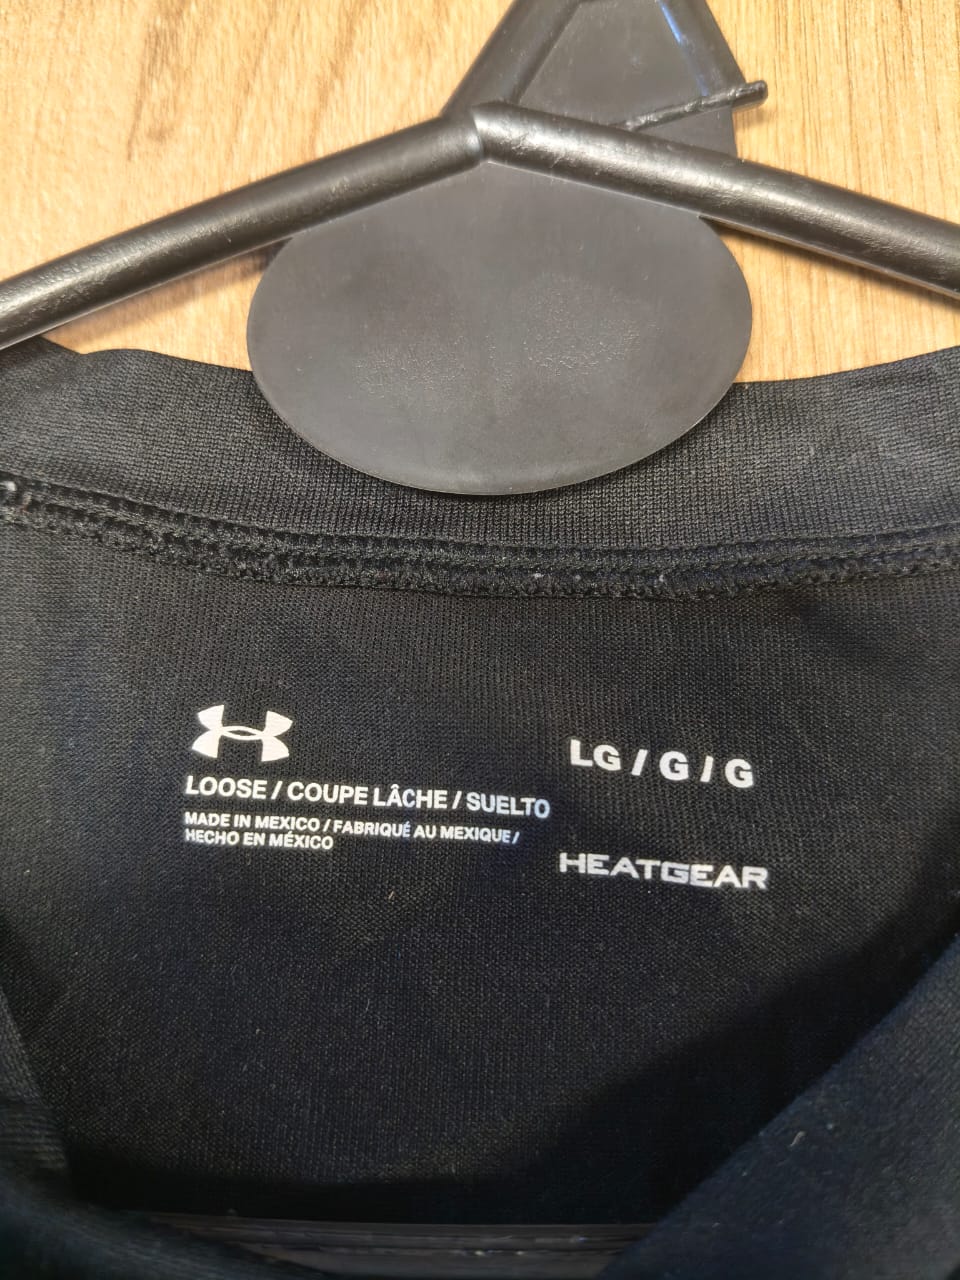 LOOSE / COUPE LÂCHE / SUELTO
MADE IN MEXICO / FABRIQUÉ AU MEXIQUE /
HECHO EN MÉXICO
LG / G / G
HEATGEAR